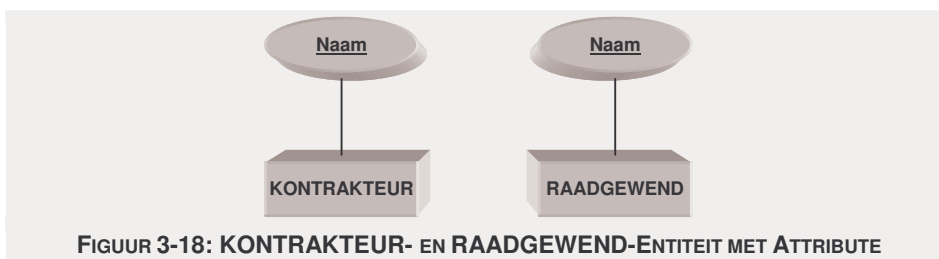 Naam Naam
KONTRAKTEUR RAADGEWEND
FIGUUR 3-18: KONTRAKTEUR- EN RAADGEWEND-ENTITEIT MET ATTRIBUTE